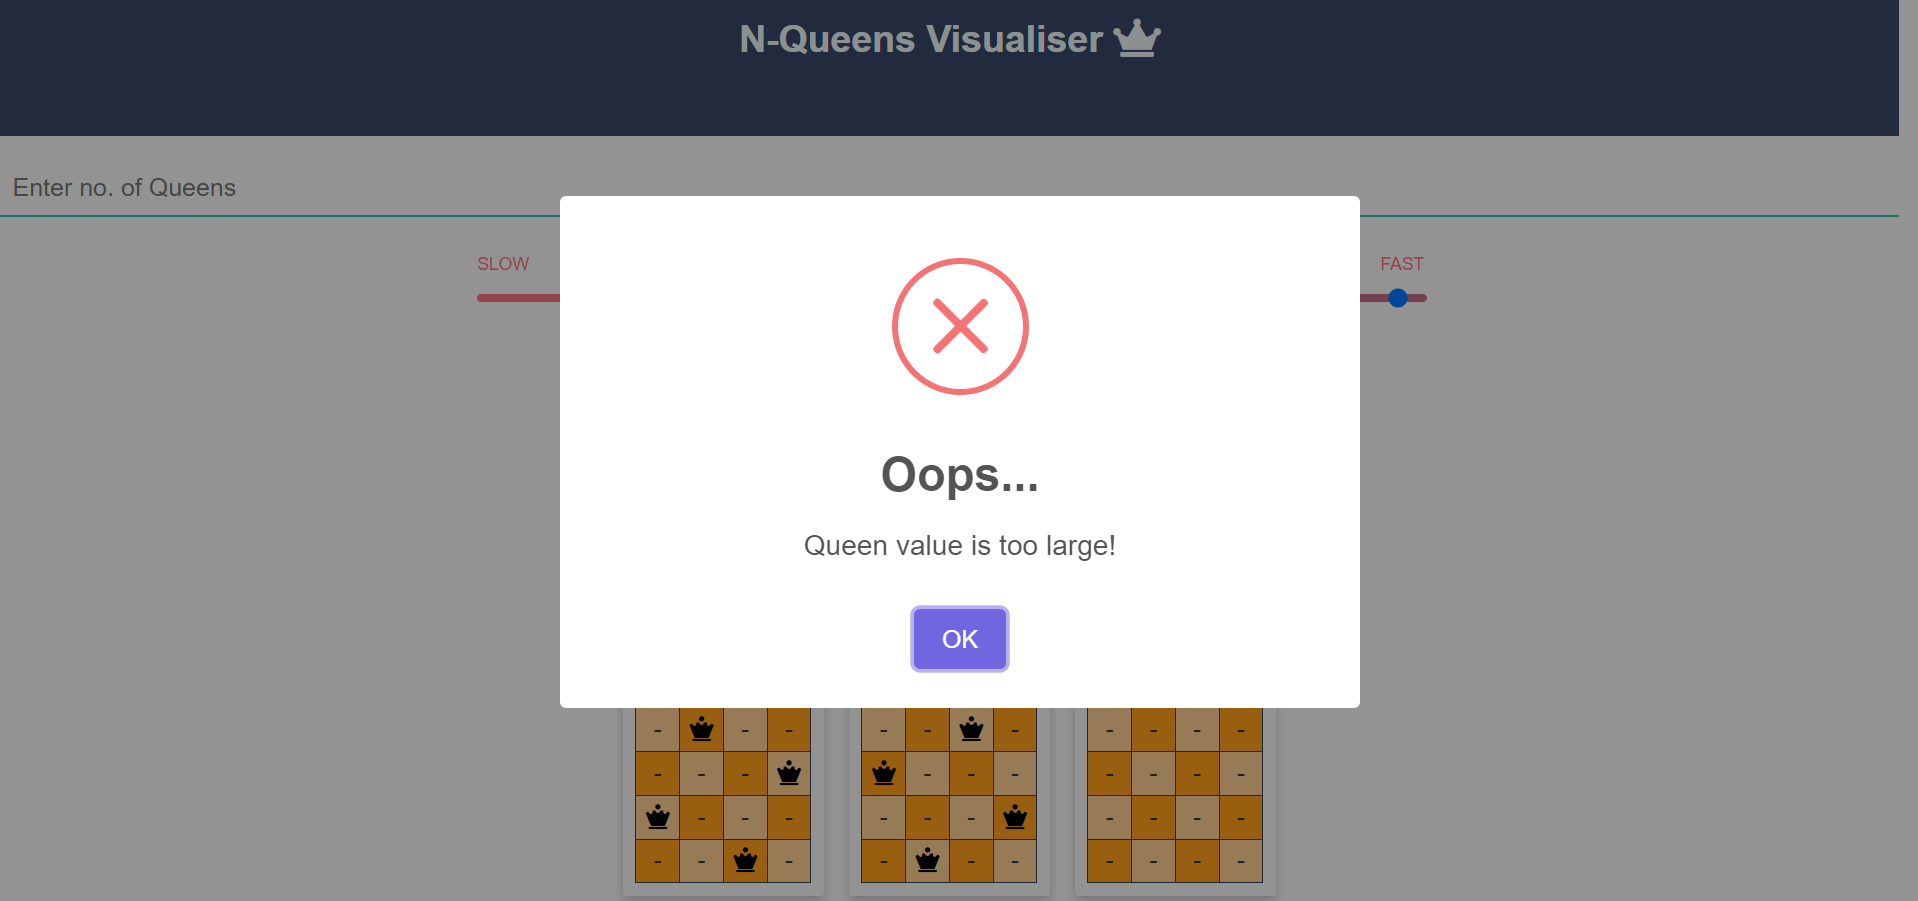 N-Queens Visualiser
Enter no. of Queens
SLOW
FAST
Oops...
Queen value is too large!
OK
- - - - - - - - - -
- - - - - - - - - -
- - - - - - - - - -
- - - - - - - - - -